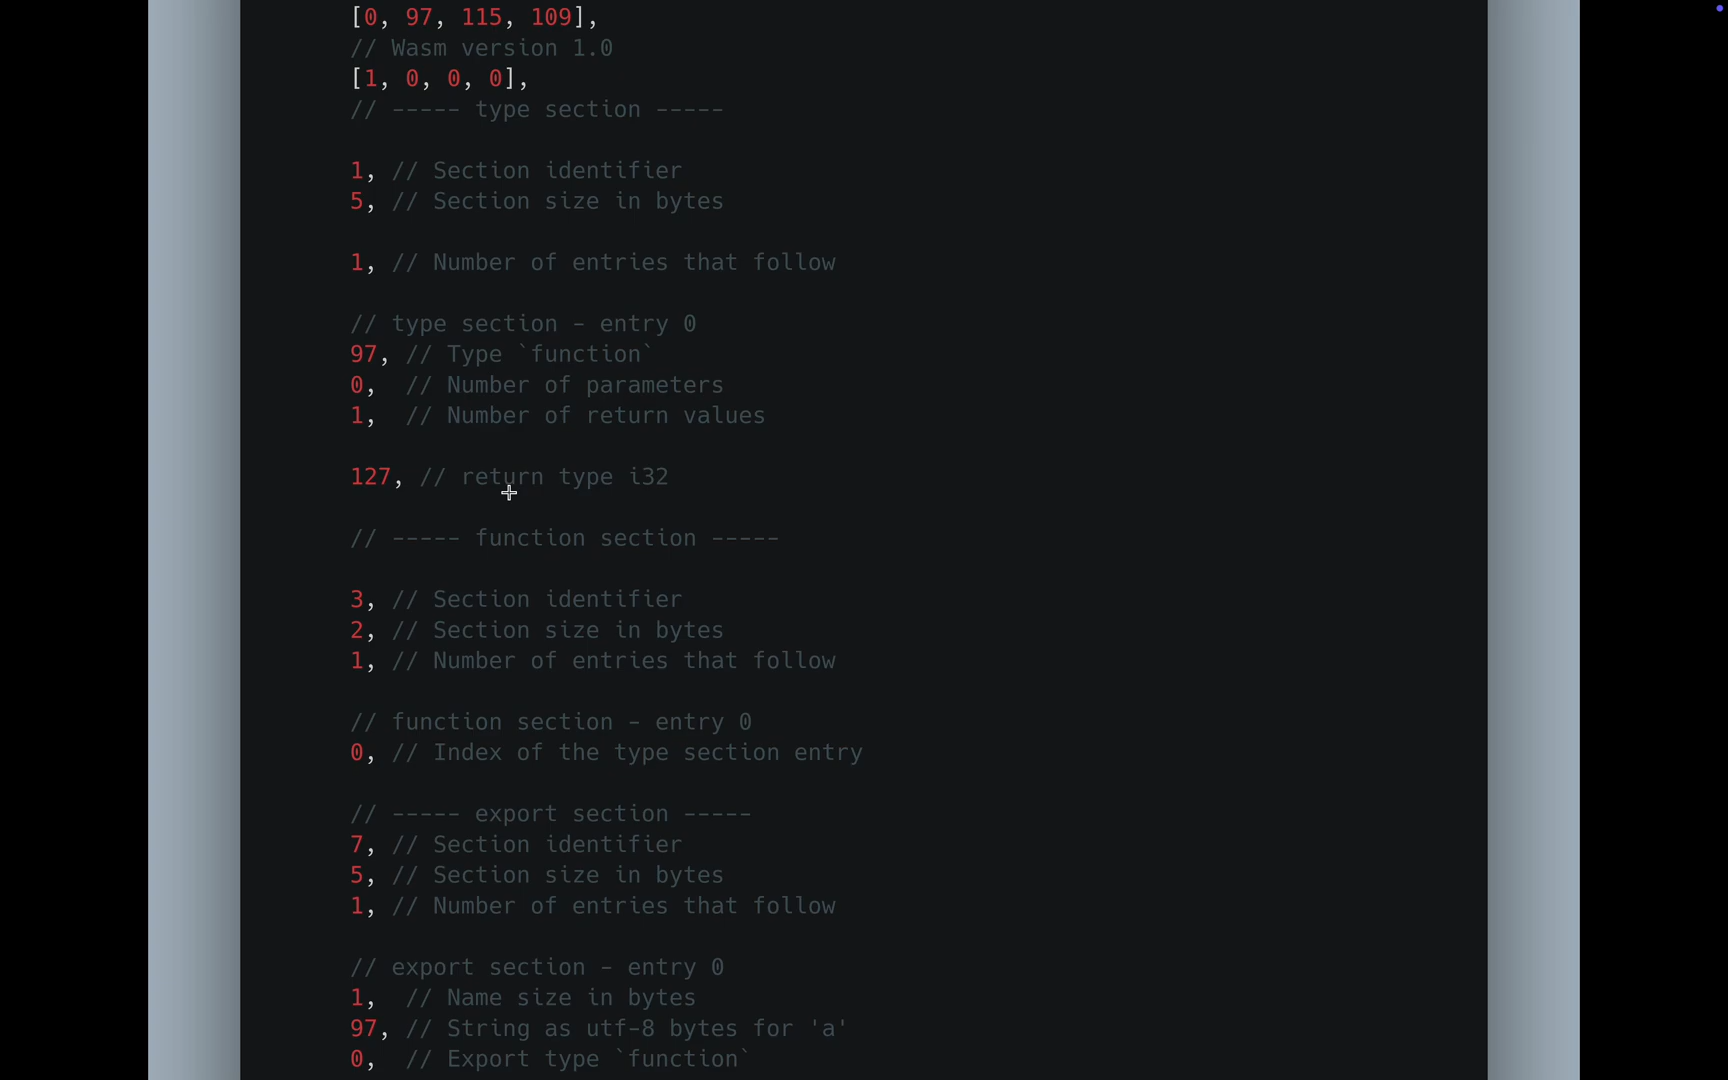 [0, 97, 115, 109],
// Wasm version 1.0
[1, 0, 0, 0],
// ----- type section -----
1, // Section identifier
5, // Section size in bytes
1, // Number of entries that follow
// type section - entry 0
97, // Type `function`
0,  // Number of parameters
1,  // Number of return values
127, // return type i32
// ----- function section -----
3, // Section identifier
2, // Section size in bytes
1, // Number of entries that follow
// function section - entry 0
0, // Index of the type section entry
// ----- export section -----
7, // Section identifier
5, // Section size in bytes
1, // Number of entries that follow
// export section - entry 0
1,  // Name size in bytes
97, // String as utf-8 bytes for 'a'
0,  // Export type `function`